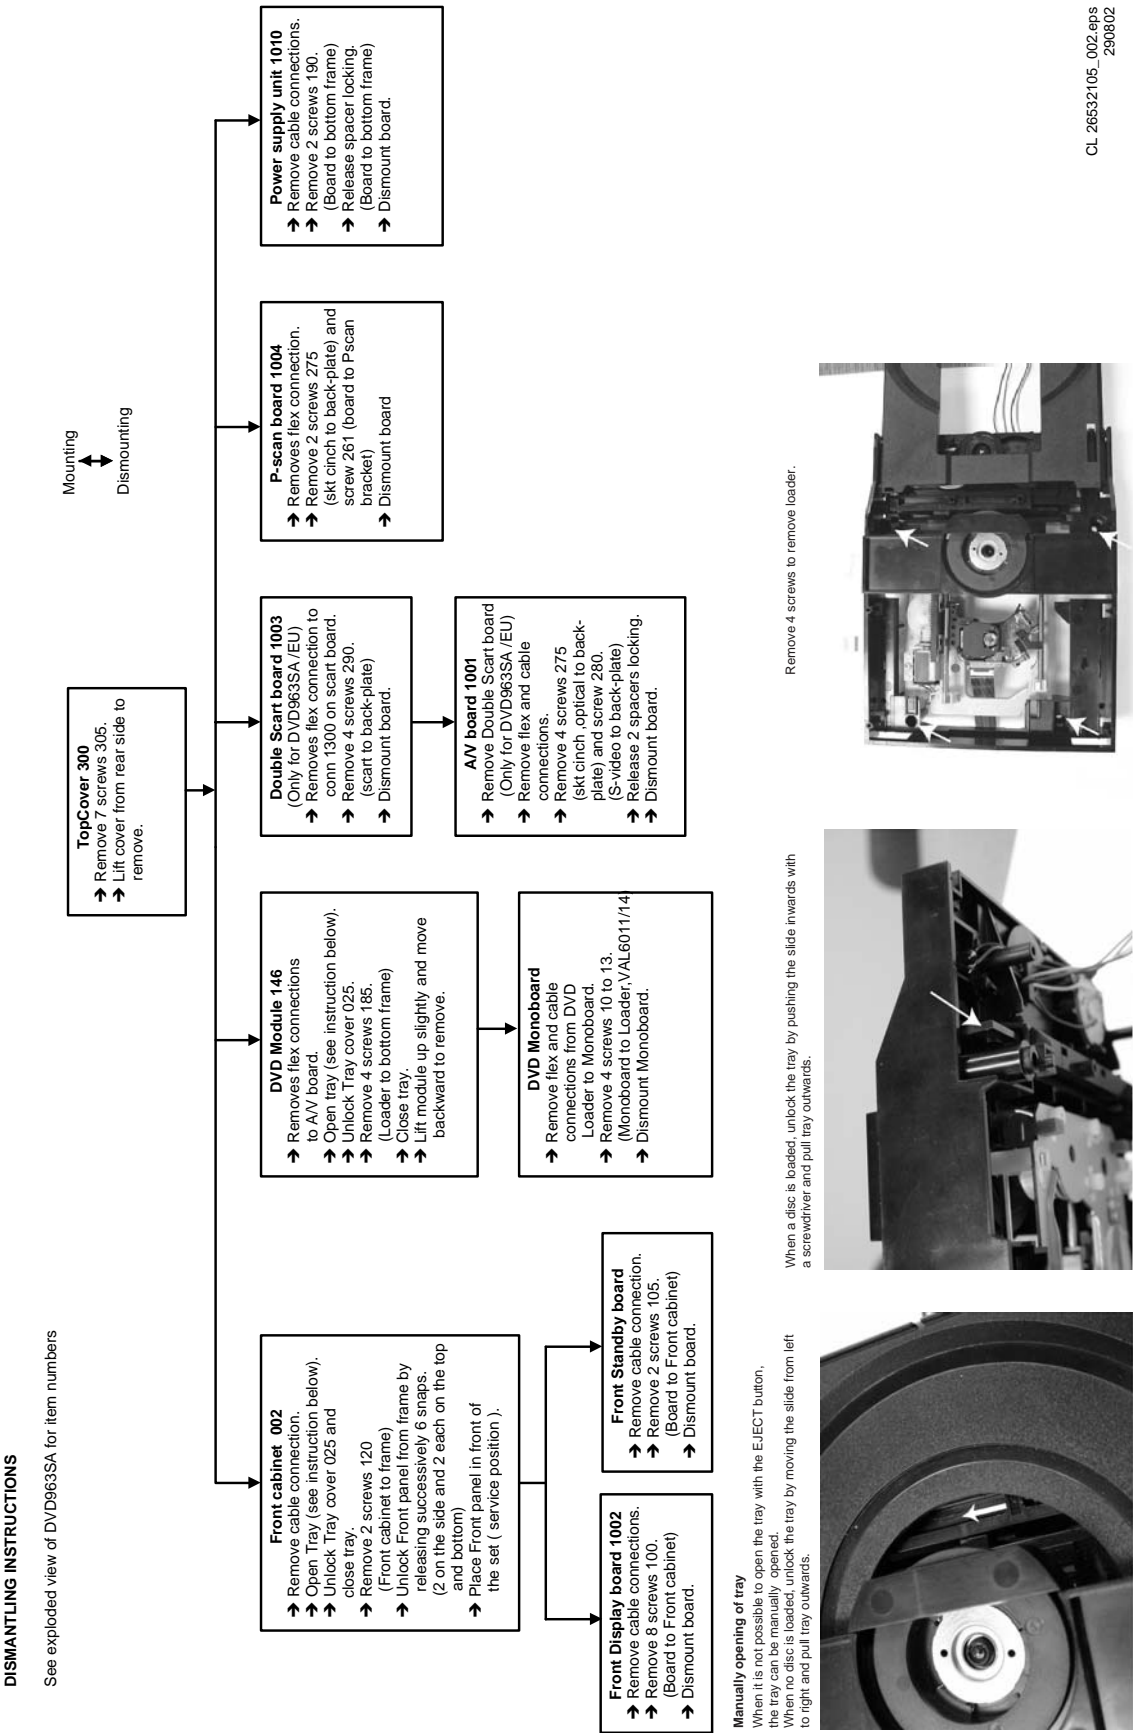 DISMANTLING INSTRUCTIONS
See exploded view of DVD963SA for item numbers
Mounting
Dismounting
TopCover 300
➔ Remove 7 screws 305.
➔ Lift cover from rear side to
remove.
Front cabinet 002
➔ Remove cable connection.
➔ Open Tray (see instruction below).
➔ Unlock Tray cover 025 and
close tray.
➔ Remove 2 screws 120
(Front cabinet to frame)
➔ Unlock Front panel from frame by
releasing successively 6 snaps.
(2 on the side and 2 each on the top
and bottom)
➔ Place Front panel in front of
the set ( service position ).
DVD Module 146
➔ Removes flex connections
to A/V board.
➔ Open tray (see instruction below).
➔ Unlock Tray cover 025.
➔ Remove 4 screws 185.
(Loader to bottom frame)
➔ Close tray.
➔ Lift module up slightly and move
backward to remove.
Double Scart board 1003
(Only for DVD963SA /EU)
➔ Removes flex connection to
conn 1300 on scart board.
➔ Remove 4 screws 290.
(scart to back-plate)
➔ Dismount board.
P-scan board 1004
➔ Removes flex connection.
➔ Remove 2 screws 275
(skt cinch to back-plate) and
screw 261 (board to Pscan
bracket)
➔ Dismount board
Power supply unit 1010
➔ Remove cable connections.
➔ Remove 2 screws 190.
(Board to bottom frame)
➔ Release spacer locking.
(Board to bottom frame)
➔ Dismount board.
Front Display board 1002
➔ Remove cable connections.
➔ Remove 8 screws 100.
(Board to Front cabinet)
➔ Dismount board.
Front Standby board
➔ Remove cable connection.
➔ Remove 2 screws 105.
(Board to Front cabinet)
➔ Dismount board.
DVD Monoboard
➔ Remove flex and cable
connections from DVD
Loader to Monoboard.
➔ Remove 4 screws 10 to 13.
(Monoboard to Loader,VAL6011/14)
➔ Dismount Monoboard.
A/V board 1001
➔ Remove Double Scart board
(Only for DVD963SA /EU)
➔ Remove flex and cable
connections.
➔ Remove 4 screws 275
(skt cinch ,optical to back-
plate) and screw 280.
(S-video to back-plate)
➔ Release 2 spacers locking.
➔ Dismount board.
Manually opening of tray
When it is not possible to open the tray with the EJECT button,
the tray can be manually opened.
When no disc is loaded, unlock the tray by moving the slide from left
to right and pull tray outwards.
When a disc is loaded, unlock the tray by pushing the slide inwards with
a screwdriver and pull tray outwards.
Remove 4 screws to remove loader.
CL 26532105_002.eps
290802